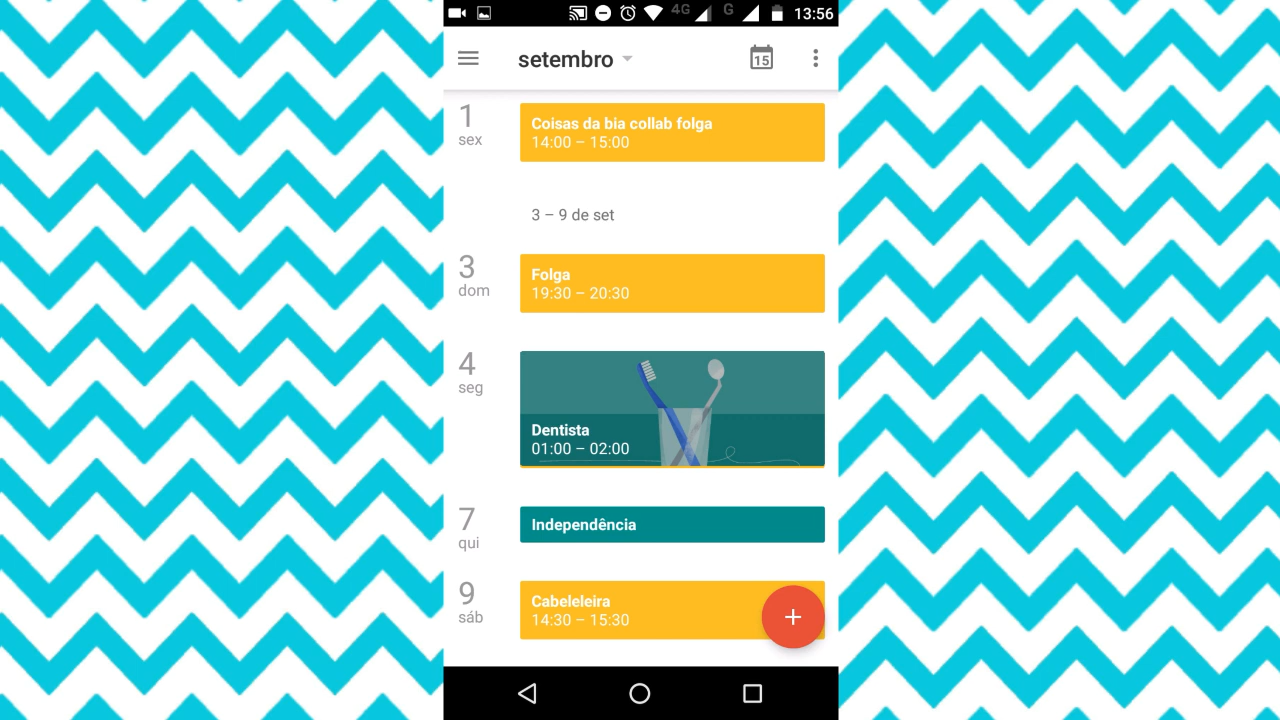 4G G 13:56
setembro 15
1
sex
Coisas da bia collab folga
14:00 – 15:00
3 – 9 de set
3
dom
Folga
19:30 – 20:30
4
seg
Dentista
01:00 – 02:00
7
qui
Independência
9
sáb
Cabeleleira
14:30 – 15:30
+